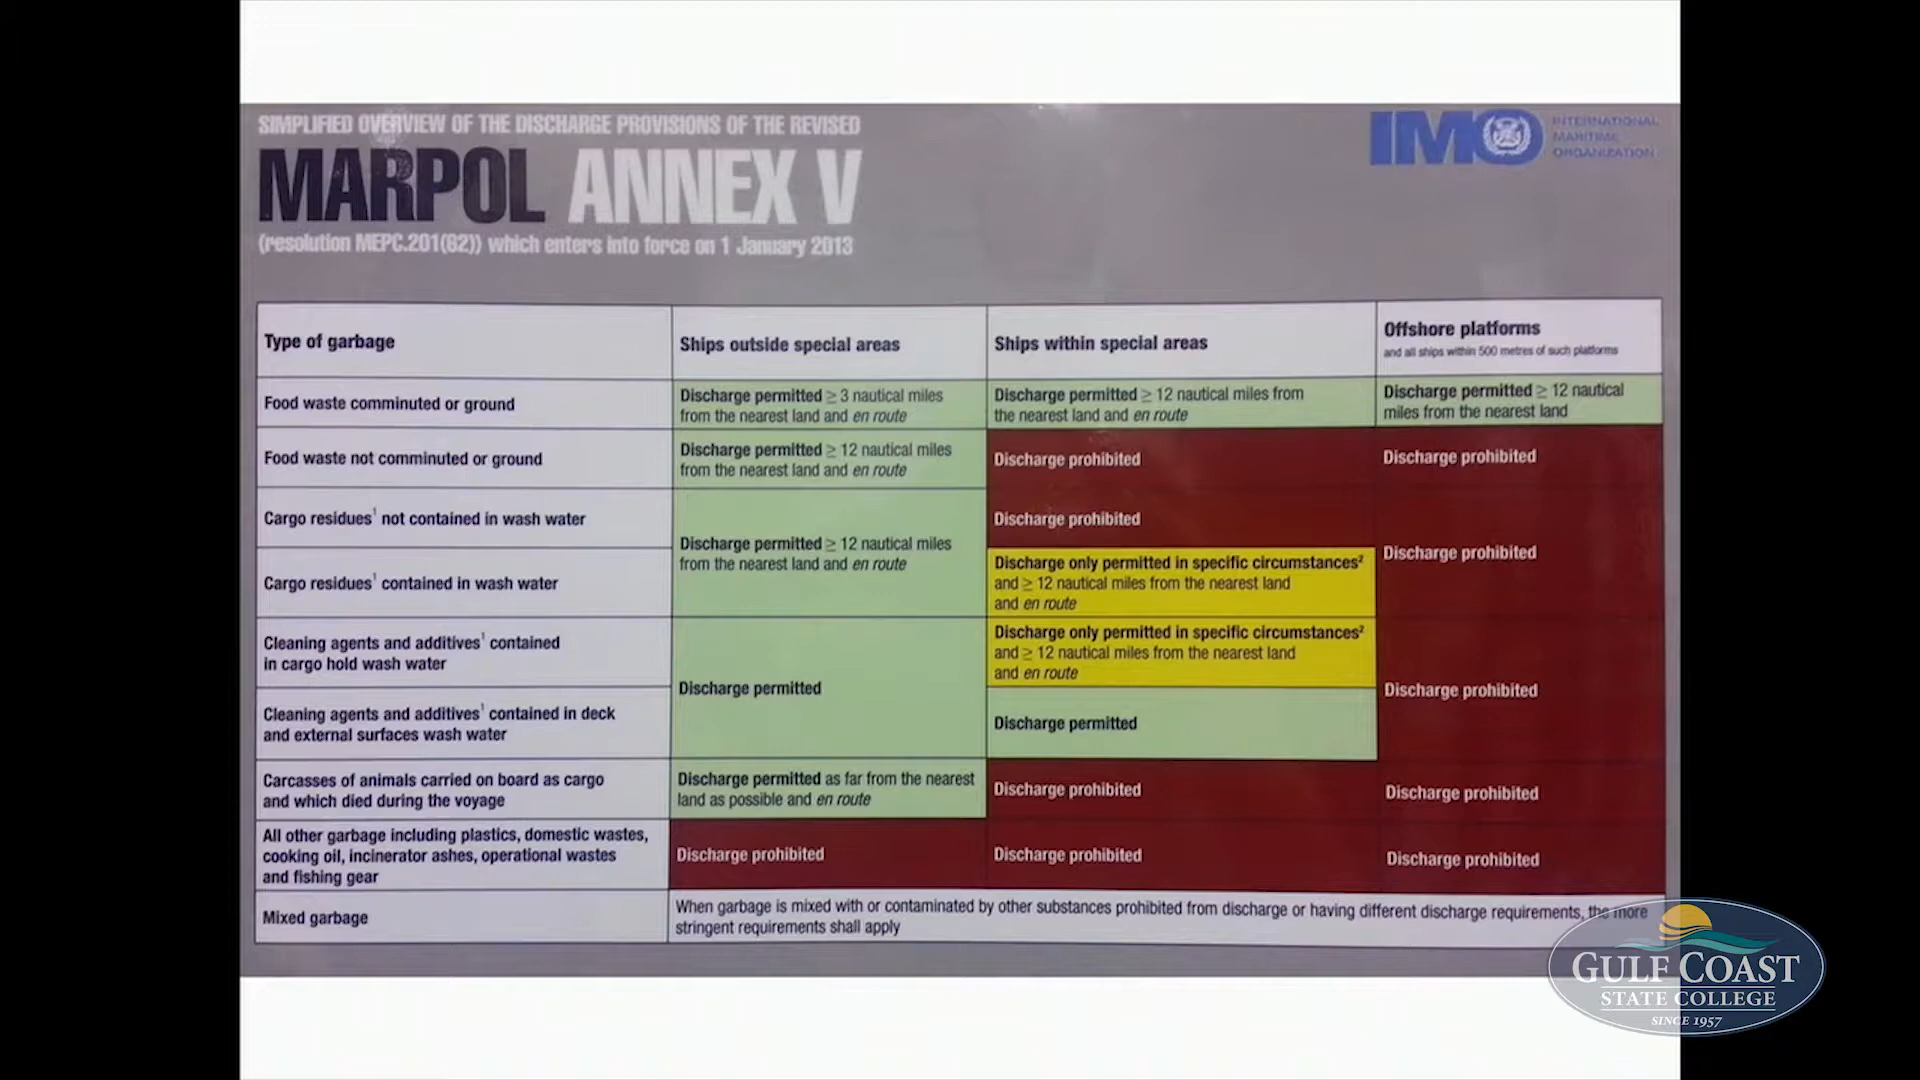 SIMPLIFIED OVERVIEW OF THE DISCHARGE PROVISIONS OF THE REVISED
MARPOL ANNEX V
(resolution MEPC.201(62)) which enters into force on 1 January 2013
IMO
INTERNATIONAL
MARITIME
ORGANIZATION
Type of garbage
Ships outside special areas
Ships within special areas
Offshore platforms
and all ships within 500 metres of such platforms
Food waste comminuted or ground
Discharge permitted ≥ 3 nautical miles
from the nearest land and en route
Discharge permitted ≥ 12 nautical miles from
the nearest land and en route
Discharge permitted ≥ 12 nautical
miles from the nearest land
Food waste not comminuted or ground
Discharge permitted ≥ 12 nautical miles
from the nearest land and en route
Discharge prohibited
Discharge prohibited
Cargo residues¹ not contained in wash water
Discharge permitted ≥ 12 nautical miles
from the nearest land and en route
Discharge prohibited
Discharge prohibited
Cargo residues¹ contained in wash water
Discharge only permitted in specific circumstances²
and ≥ 12 nautical miles from the nearest land
and en route
Cleaning agents and additives¹ contained
in cargo hold wash water
Discharge permitted
Discharge only permitted in specific circumstances²
and ≥ 12 nautical miles from the nearest land
and en route
Discharge prohibited
Cleaning agents and additives¹ contained in deck
and external surfaces wash water
Discharge permitted
Carcasses of animals carried on board as cargo
and which died during the voyage
Discharge permitted as far from the nearest
land as possible and en route
Discharge prohibited
Discharge prohibited
All other garbage including plastics, domestic wastes,
cooking oil, incinerator ashes, operational wastes
and fishing gear
Discharge prohibited
Discharge prohibited
Discharge prohibited
Mixed garbage
When garbage is mixed with or contaminated by other substances prohibited from discharge or having different discharge requirements, the more
stringent requirements shall apply
GULF COAST
STATE COLLEGE
SINCE 1957